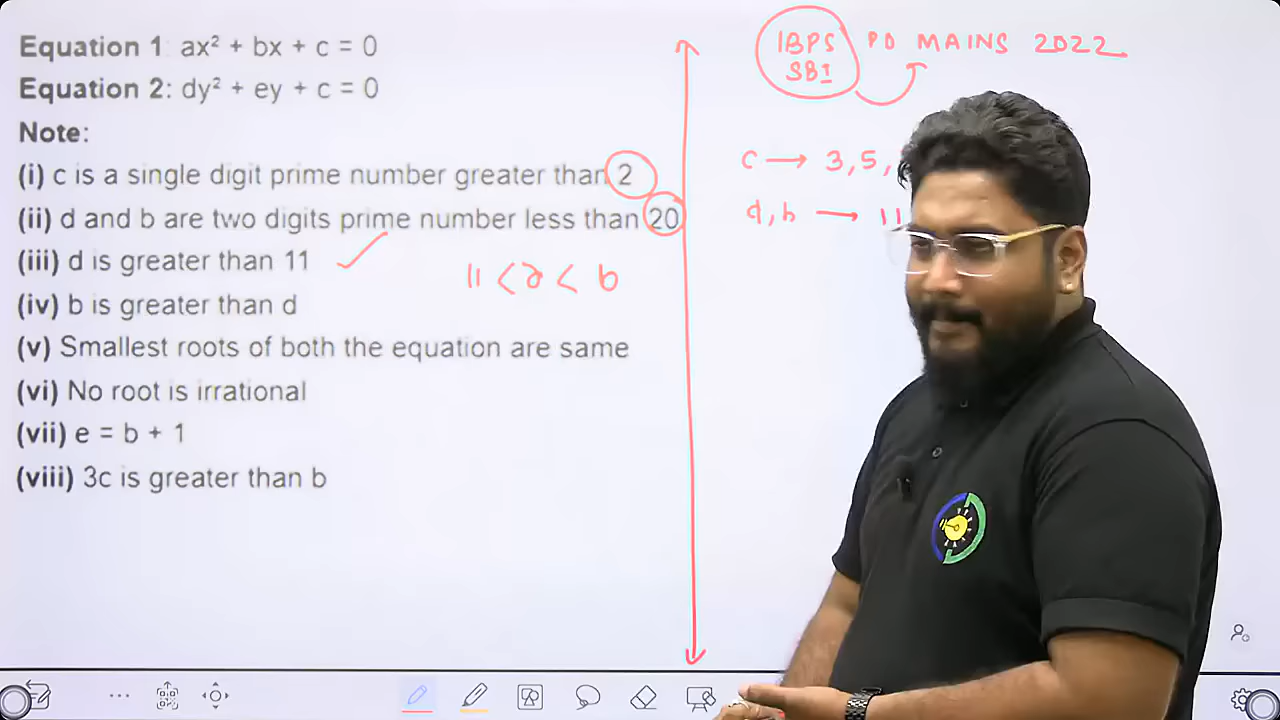 Equation 1: ax² + bx + c = 0
Equation 2: dy² + ey + c = 0
Note:
(i) c is a single digit prime number greater than 2
(ii) d and b are two digits prime number less than 20
(iii) d is greater than 11
11 < d < b
(iv) b is greater than d
(v) Smallest roots of both the equation are same
(vi) No root is irrational
(vii) e = b + 1
(viii) 3c is greater than b
IBPS PO MAINS 2022
SBI
c → 3, 5,
d, b → 11